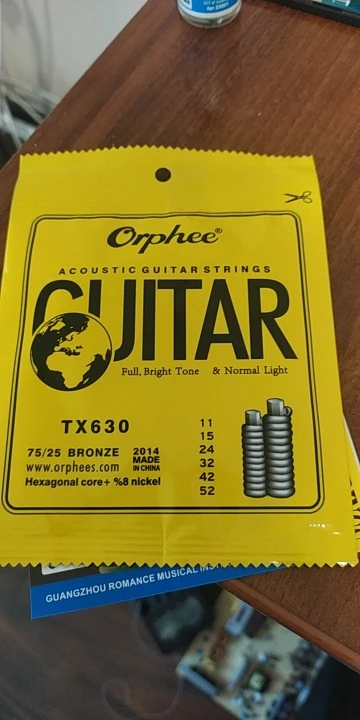 Orphee®
ACOUSTIC GUITAR STRINGS
GUITAR
Full, Bright Tone & Normal Light
TX630
75/25 BRONZE
2014
MADE
IN CHINA
www.orphees.com
Hexagonal core+ %8 nickel
11
15
24
32
42
52
GUANGZHOU ROMANCE MUSICAL